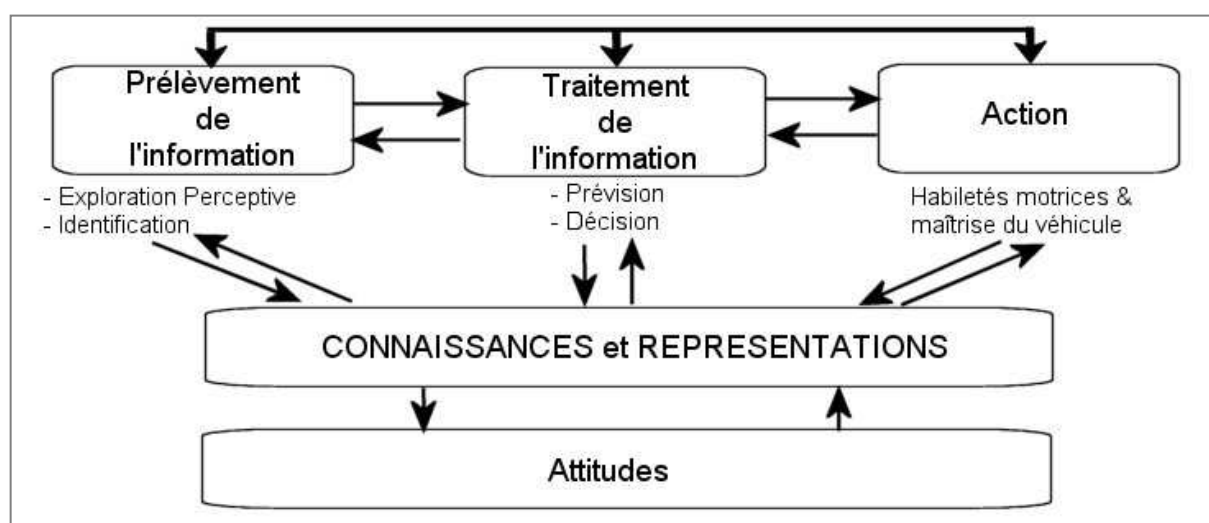 Prélèvement
de
l'information
Traitement
de
l'information
Action
- Exploration Perceptive
- Identification
- Prévision
- Décision
Habiletés motrices &
maîtrise du véhicule
CONNAISSANCES et REPRESENTATIONS
Attitudes